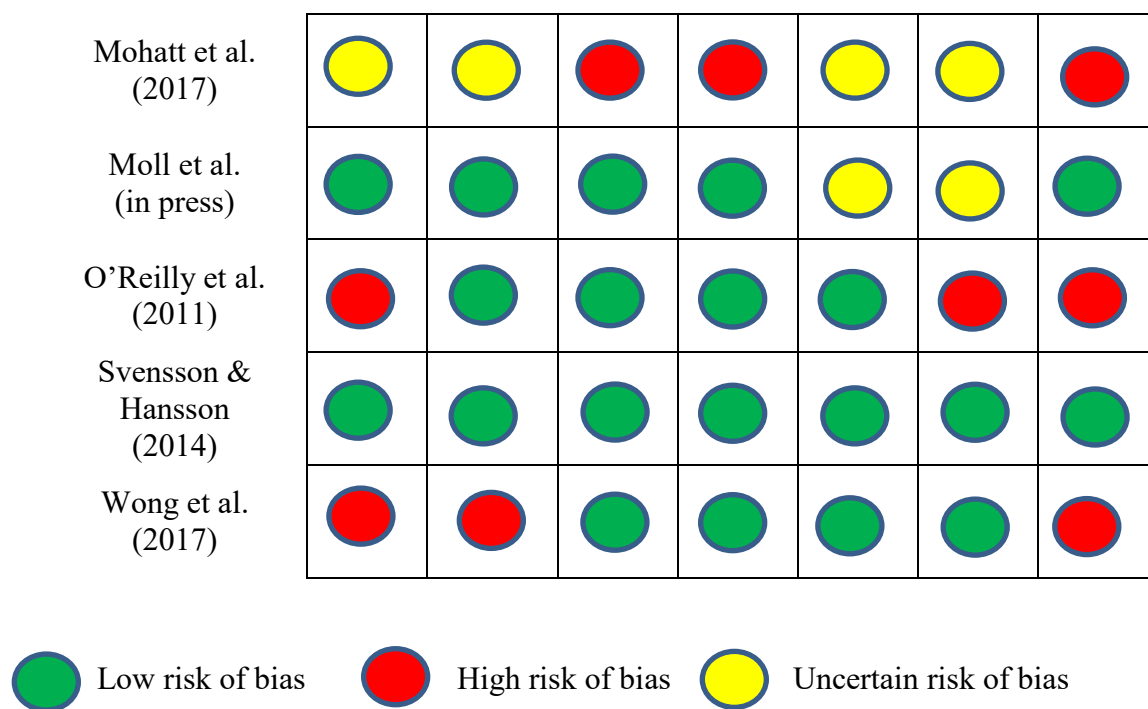 Mohatt et al.
(2017)
Moll et al.
(in press)
O’Reilly et al.
(2011)
Svensson &
Hansson
(2014)
Wong et al.
(2017)
Low risk of bias
High risk of bias
Uncertain risk of bias